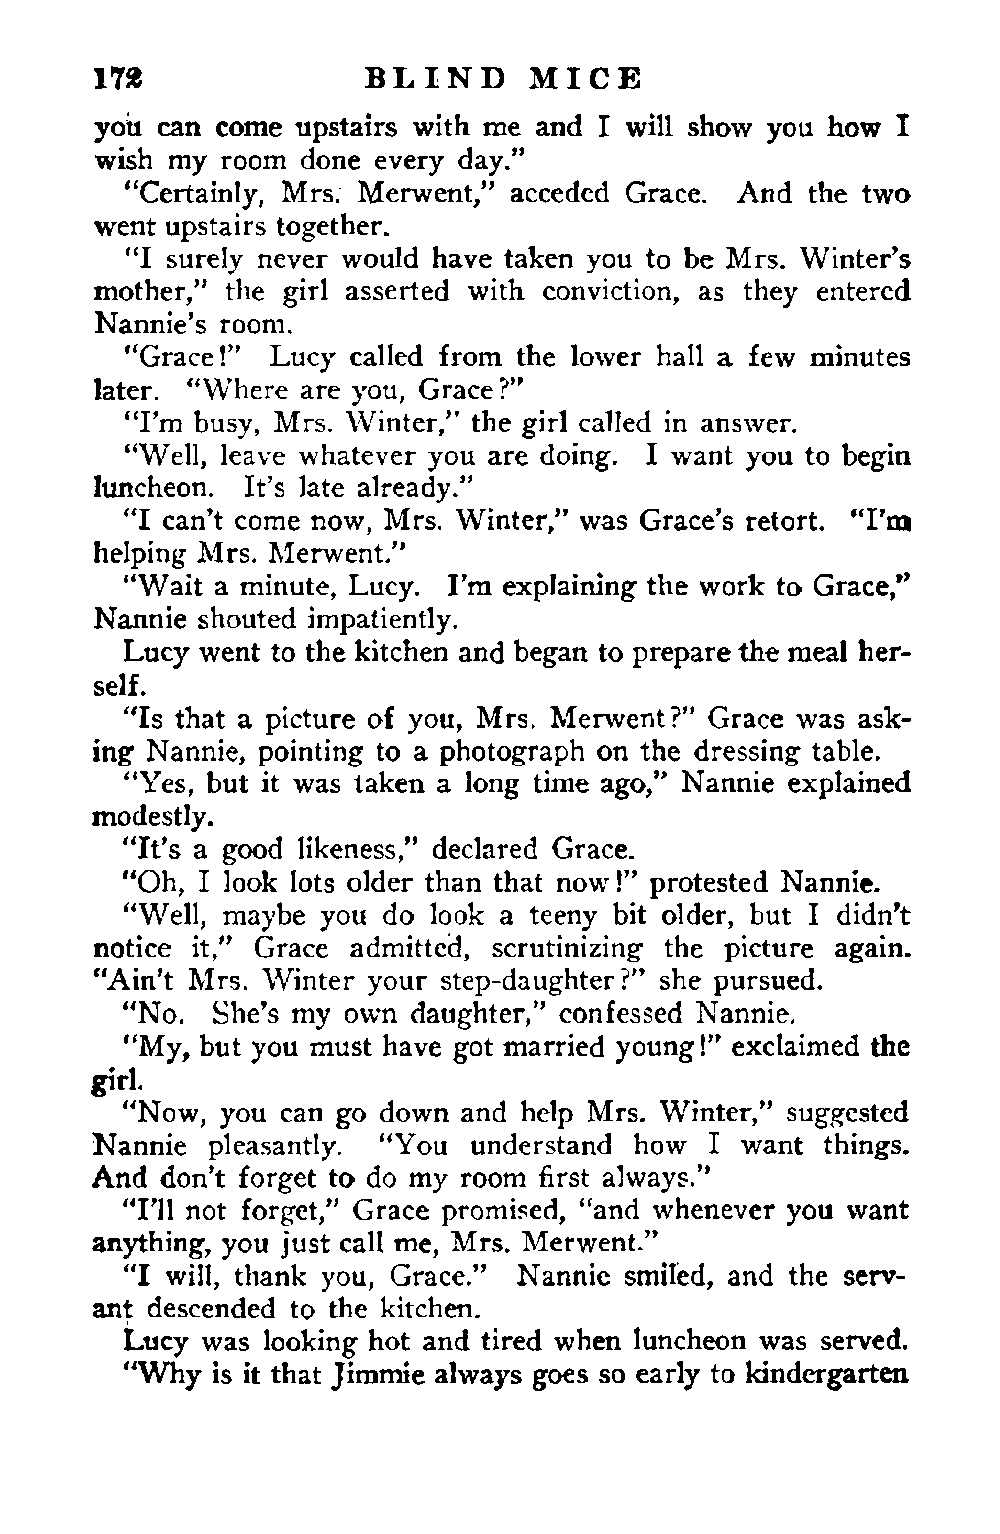 172 BLIND MICE
you can come upstairs with me and I will show you how I
wish my room done every day.”
“Certainly, Mrs. Merwent,” acceded Grace. And the two
went upstairs together.
“I surely never would have taken you to be Mrs. Winter’s
mother,” the girl asserted with conviction, as they entered
Nannie’s room.
“Grace!” Lucy called from the lower hall a few minutes
later. “Where are you, Grace?”
“I’m busy, Mrs. Winter,” the girl called in answer.
“Well, leave whatever you are doing. I want you to begin
luncheon. It’s late already.”
“I can’t come now, Mrs. Winter,” was Grace’s retort. “I’m
helping Mrs. Merwent.”
“Wait a minute, Lucy. I’m explaining the work to Grace,”
Nannie shouted impatiently.
Lucy went to the kitchen and began to prepare the meal her-
self.
“Is that a picture of you, Mrs. Merwent?” Grace was ask-
ing Nannie, pointing to a photograph on the dressing table.
“Yes, but it was taken a long time ago,” Nannie explained
modestly.
“It’s a good likeness,” declared Grace.
“Oh, I look lots older than that now!” protested Nannie.
“Well, maybe you do look a teeny bit older, but I didn’t
notice it,” Grace admitted, scrutinizing the picture again.
“Ain’t Mrs. Winter your step-daughter?” she pursued.
“No. She’s my own daughter,” confessed Nannie.
“My, but you must have got married young!” exclaimed the
girl.
“Now, you can go down and help Mrs. Winter,” suggested
Nannie pleasantly. “You understand how I want things.
And don’t forget to do my room first always.”
“I’ll not forget,” Grace promised, “and whenever you want
anything, you just call me, Mrs. Merwent.”
“I will, thank you, Grace.” Nannie smiled, and the serv-
ant descended to the kitchen.
Lucy was looking hot and tired when luncheon was served.
“Why is it that Jimmie always goes so early to kindergarten